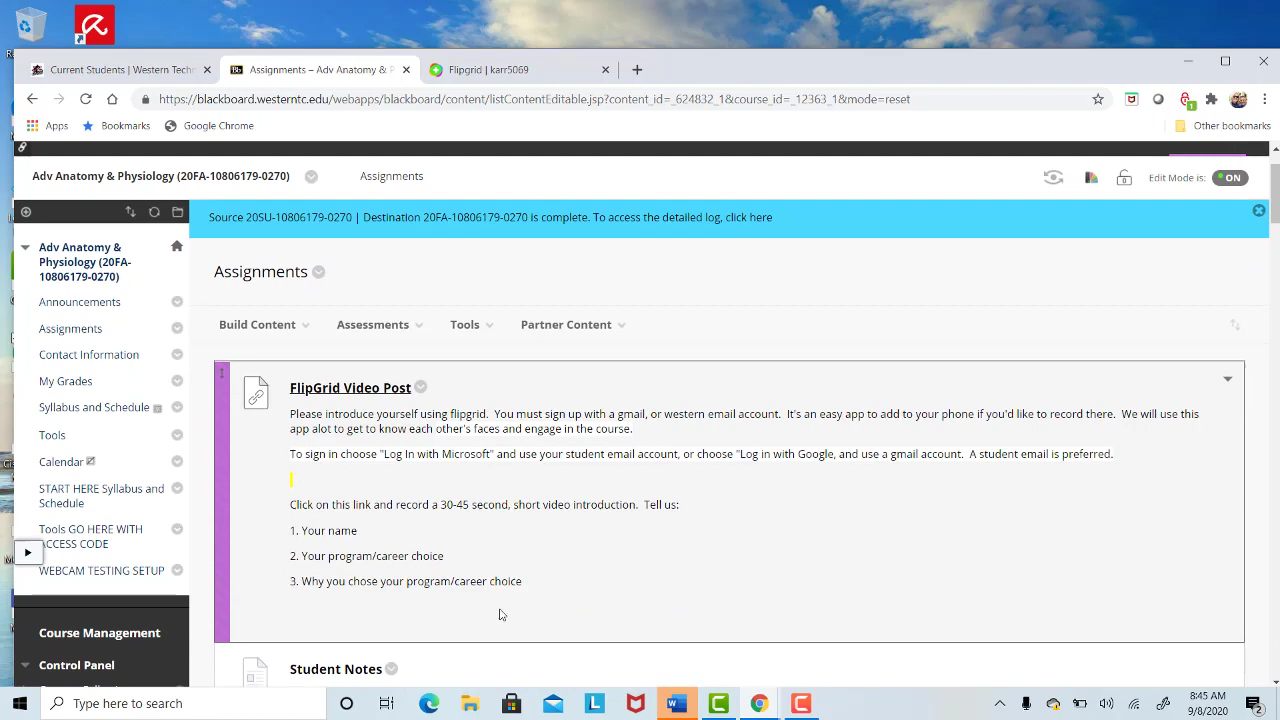 Current Students | Western Techn
Assignments – Adv Anatomy & P
Flipgrid | karr5069
https://blackboard.westerntc.edu/webapps/blackboard/content/listContentEditable.jsp?content_id=_624832_1&course_id=_12363_1&mode=reset
Apps
Bookmarks
Google Chrome
Other bookmarks
Adv Anatomy & Physiology (20FA-10806179-0270)
Assignments
Edit Mode is:
ON
Source 20SU-10806179-0270 | Destination 20FA-10806179-0270 is complete. To access the detailed log, click here
Adv Anatomy &
Physiology (20FA-
10806179-0270)
Announcements
Assignments
Contact Information
My Grades
Syllabus and Schedule
Tools
Calendar
START HERE Syllabus and
Schedule
Tools GO HERE WITH
ACCESS CODE
WEBCAM TESTING SETUP
Course Management
Control Panel
Assignments
Build Content
Assessments
Tools
Partner Content
FlipGrid Video Post
Please introduce yourself using flipgrid. You must sign up with a gmail, or western email account. It's an easy app to add to your phone if you'd like to record there. We will use this
app alot to get to know each other's faces and engage in the course.
To sign in choose "Log In with Microsoft" and use your student email account, or choose "Log in with Google, and use a gmail account. A student email is preferred.
Click on this link and record a 30-45 second, short video introduction. Tell us:
1. Your name
2. Your program/career choice
3. Why you chose your program/career choice
Student Notes
Type here to search
8:45 AM
9/8/2020